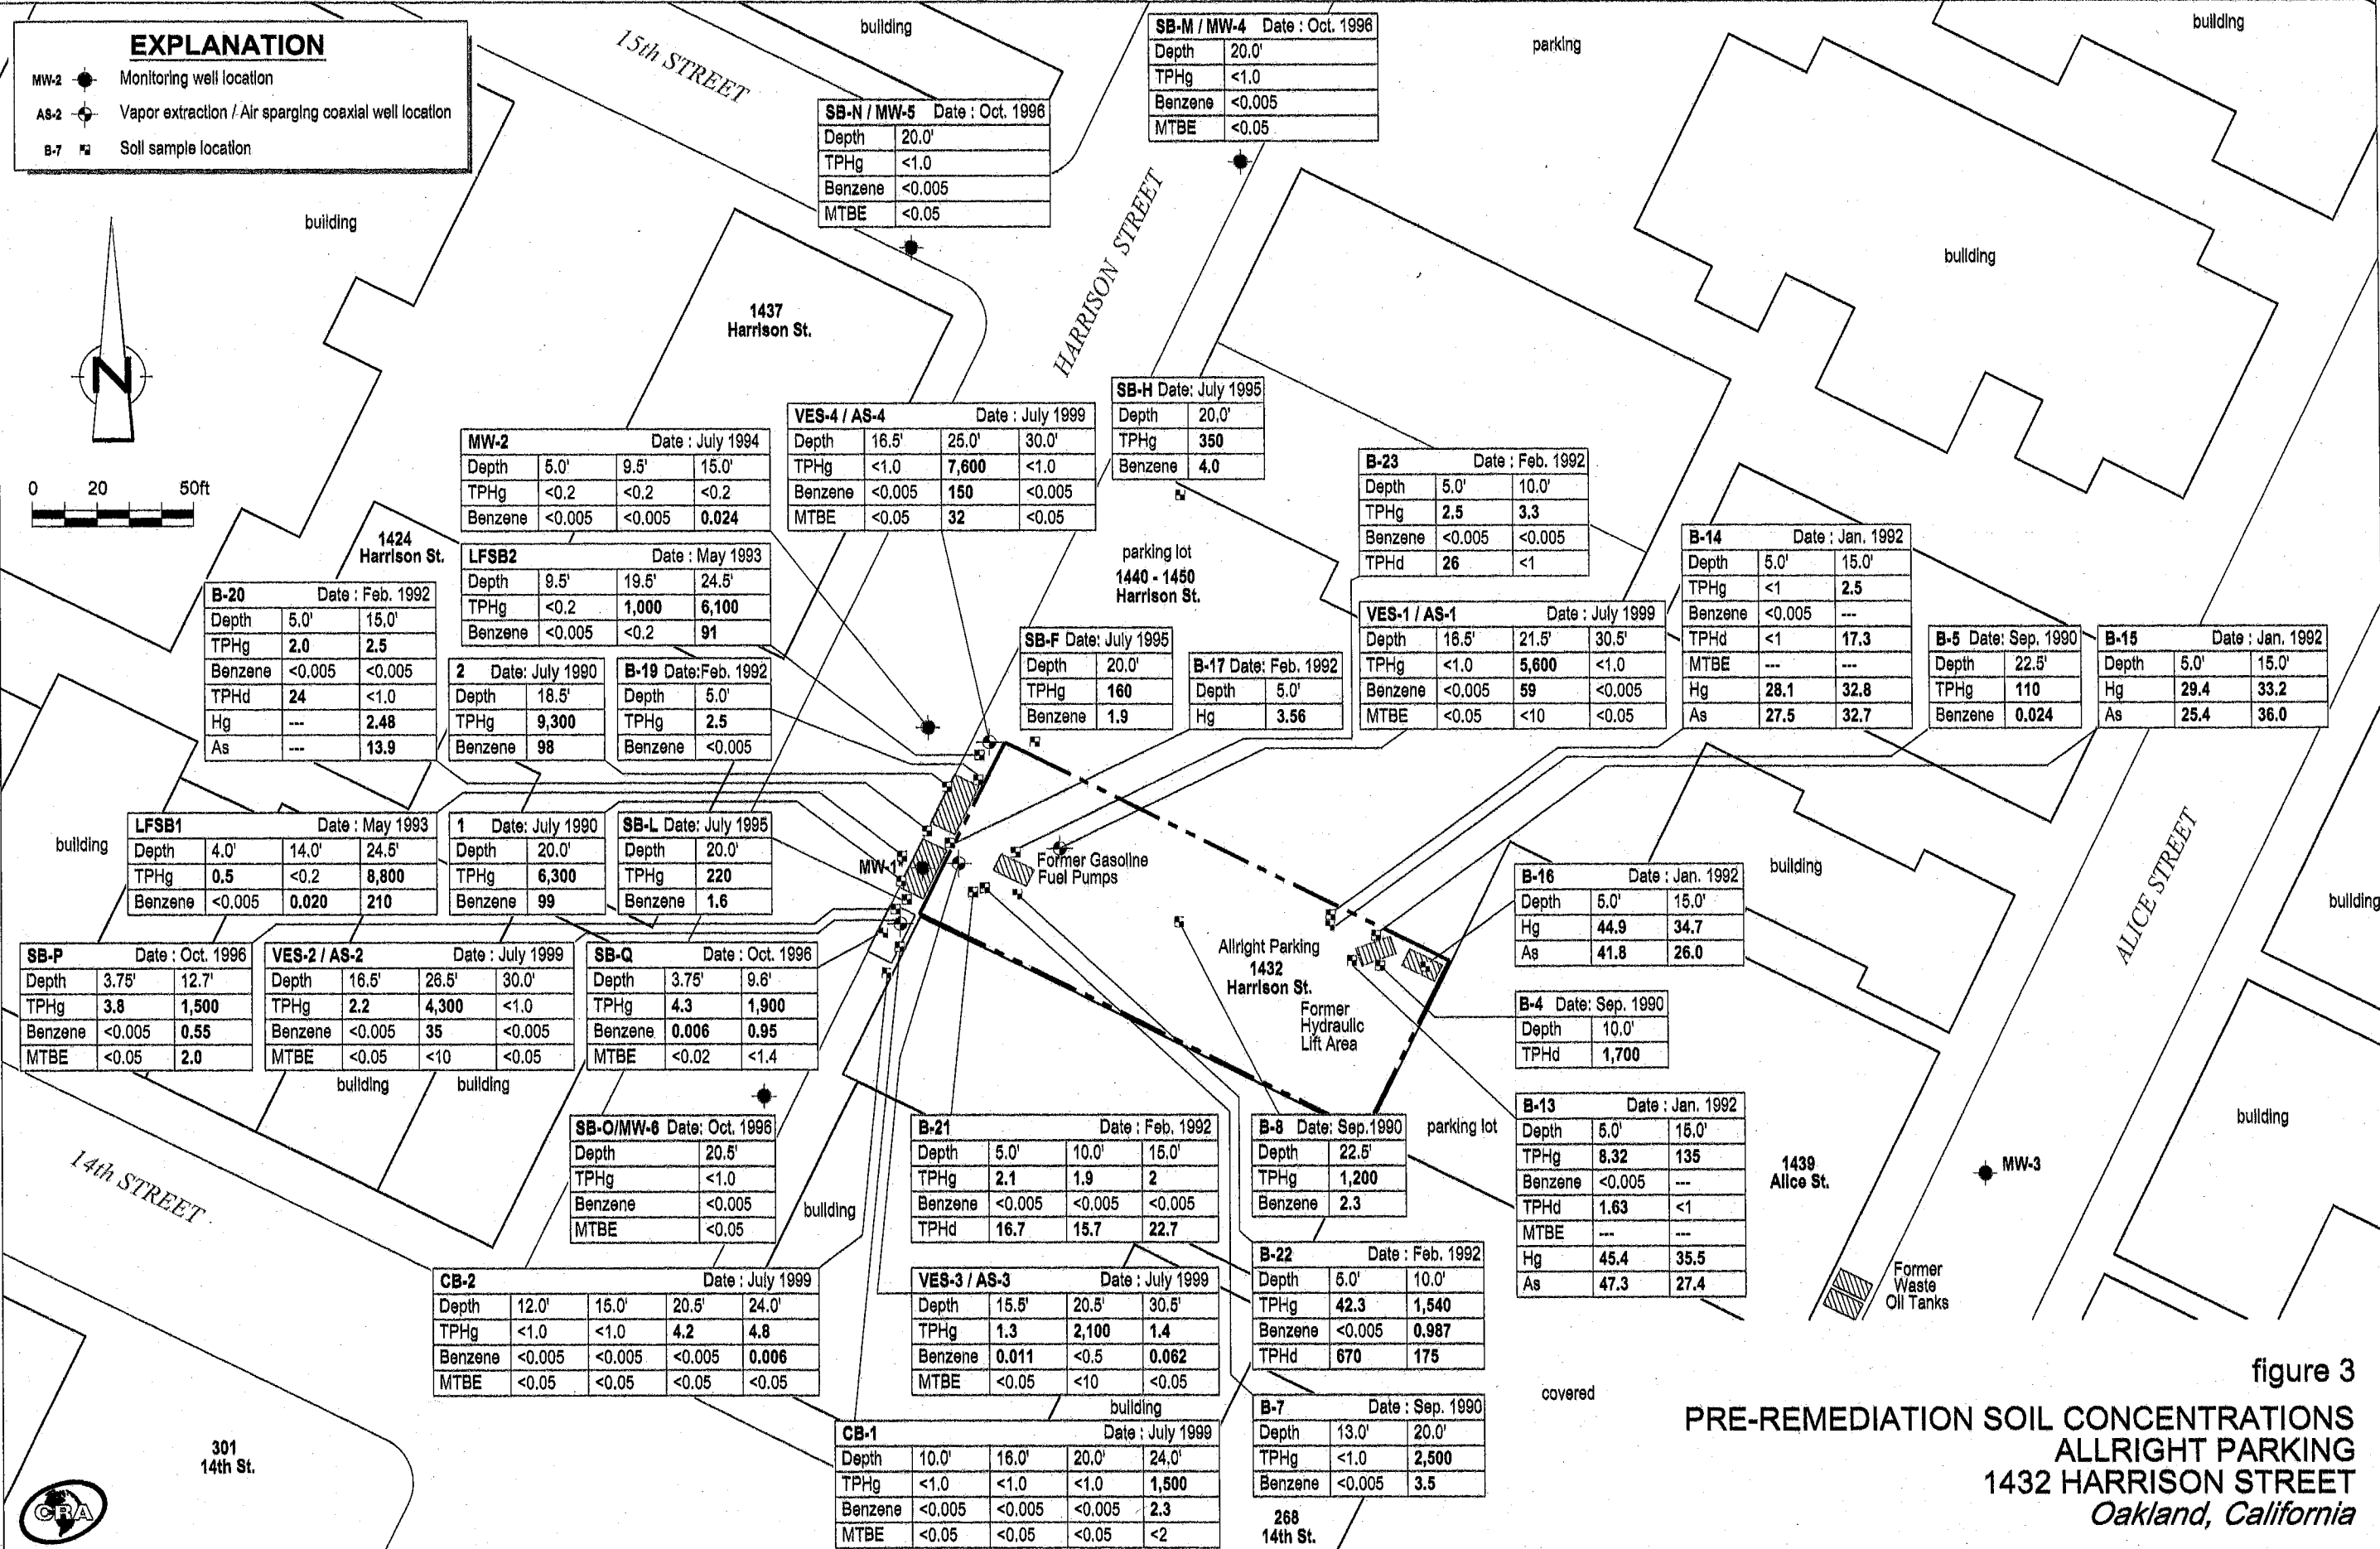 EXPLANATION
MW-2 Monitoring well location
AS-2 Vapor extraction / Air sparging coaxial well location
B-7 Soil sample location
N
0 20 50ft
15th STREET
HARRISON STREET
14th STREET
ALICE STREET
building
building
parking
building
building
building
building
building
building
building
building
building
building
building
1437
Harrison St.
1424
Harrison St.
parking lot
1440 - 1450
Harrison St.
SB-M / MW-4 Date : Oct. 1996
Depth 20.0'
TPHg <1.0
Benzene <0.005
MTBE <0.05
SB-N / MW-5 Date : Oct. 1996
Depth 20.0'
TPHg <1.0
Benzene <0.005
MTBE <0.05
SB-H Date: July 1995
Depth 20.0'
TPHg 350
Benzene 4.0
VES-4 / AS-4 Date : July 1999
Depth 16.5' 25.0' 30.0'
TPHg <1.0 7,600 <1.0
Benzene <0.005 150 <0.005
MTBE <0.05 32 <0.05
MW-2 Date : July 1994
Depth 5.0' 9.5' 15.0'
TPHg <0.2 <0.2 <0.2
Benzene <0.005 <0.005 0.024
LFSB2 Date : May 1993
Depth 9.5' 19.5' 24.5'
TPHg <0.2 1,000 6,100
Benzene <0.005 <0.2 91
B-23 Date : Feb. 1992
Depth 5.0' 10.0'
TPHg 2.5 3.3
Benzene <0.005 <0.005
TPHd 26 <1
B-14 Date : Jan. 1992
Depth 5.0' 15.0'
TPHg <1 2.5
Benzene <0.005 ---
TPHd <1 17.3
MTBE --- ---
Hg 28.1 32.8
As 27.5 32.7
B-20 Date : Feb. 1992
Depth 5.0' 15.0'
TPHg 2.0 2.5
Benzene <0.005 <0.005
TPHd 24 <1.0
Hg --- 2.48
As --- 13.9
2 Date: July 1990
Depth 18.5'
TPHg 9,300
Benzene 98
B-19 Date:Feb. 1992
Depth 5.0'
TPHg 2.5
Benzene <0.005
SB-F Date: July 1995
Depth 20.0'
TPHg 160
Benzene 1.9
B-17 Date: Feb. 1992
Depth 5.0'
Hg 3.56
VES-1 / AS-1 Date : July 1999
Depth 16.5' 21.5' 30.5'
TPHg <1.0 5,600 <1.0
Benzene <0.005 59 <0.005
MTBE <0.05 <10 <0.05
B-5 Date: Sep. 1990
Depth 22.5'
TPHg 110
Benzene 0.024
B-15 Date : Jan. 1992
Depth 5.0' 15.0'
Hg 29.4 33.2
As 25.4 36.0
LFSB1 Date : May 1993
Depth 4.0' 14.0' 24.5'
TPHg 0.5 <0.2 8,800
Benzene <0.005 0.020 210
1 Date: July 1990
Depth 20.0'
TPHg 6,300
Benzene 99
SB-L Date: July 1995
Depth 20.0'
TPHg 220
Benzene 1.6
MW-1
Former Gasoline
Fuel Pumps
Allright Parking
1432
Harrison St.
Former
Hydraulic
Lift Area
B-16 Date : Jan. 1992
Depth 5.0' 15.0'
Hg 44.9 34.7
As 41.8 26.0
B-4 Date: Sep. 1990
Depth 10.0'
TPHd 1,700
SB-P Date : Oct. 1996
Depth 3.75' 12.7'
TPHg 3.8 1,500
Benzene <0.005 0.55
MTBE <0.05 2.0
VES-2 / AS-2 Date : July 1999
Depth 16.5' 26.5' 30.0'
TPHg 2.2 4,300 <1.0
Benzene <0.005 35 <0.005
MTBE <0.05 <10 <0.05
SB-Q Date : Oct. 1996
Depth 3.75' 9.6'
TPHg 4.3 1,900
Benzene 0.006 0.95
MTBE <0.02 <1.4
SB-O/MW-6 Date: Oct. 1996
Depth 20.5'
TPHg <1.0
Benzene <0.005
MTBE <0.05
B-21 Date : Feb. 1992
Depth 5.0' 10.0' 15.0'
TPHg 2.1 1.9 2
Benzene <0.005 <0.005 <0.005
TPHd 16.7 15.7 22.7
B-8 Date: Sep.1990
Depth 22.5'
TPHg 1,200
Benzene 2.3
parking lot
B-13 Date : Jan. 1992
Depth 5.0' 15.0'
TPHg 8.32 135
Benzene <0.005 ---
TPHd 1.63 <1
MTBE --- ---
Hg 45.4 35.5
As 47.3 27.4
1439
Alice St.
MW-3
Former
Waste
Oil Tanks
CB-2 Date : July 1999
Depth 12.0' 15.0' 20.5' 24.0'
TPHg <1.0 <1.0 4.2 4.8
Benzene <0.005 <0.005 <0.005 0.006
MTBE <0.05 <0.05 <0.05 <0.05
VES-3 / AS-3 Date : July 1999
Depth 15.5' 20.5' 30.5'
TPHg 1.3 2,100 1.4
Benzene 0.011 <0.5 0.062
MTBE <0.05 <10 <0.05
B-22 Date : Feb. 1992
Depth 5.0' 10.0'
TPHg 42.3 1,540
Benzene <0.005 0.987
TPHd 670 175
CB-1 Date : July 1999
Depth 10.0' 16.0' 20.0' 24.0'
TPHg <1.0 <1.0 <1.0 1,500
Benzene <0.005 <0.005 <0.005 2.3
MTBE <0.05 <0.05 <0.05 <2
B-7 Date : Sep. 1990
Depth 13.0' 20.0'
TPHg <1.0 2,500
Benzene <0.005 3.5
covered
268
14th St.
301
14th St.
CRA
figure 3
PRE-REMEDIATION SOIL CONCENTRATIONS
ALLRIGHT PARKING
1432 HARRISON STREET
Oakland, California